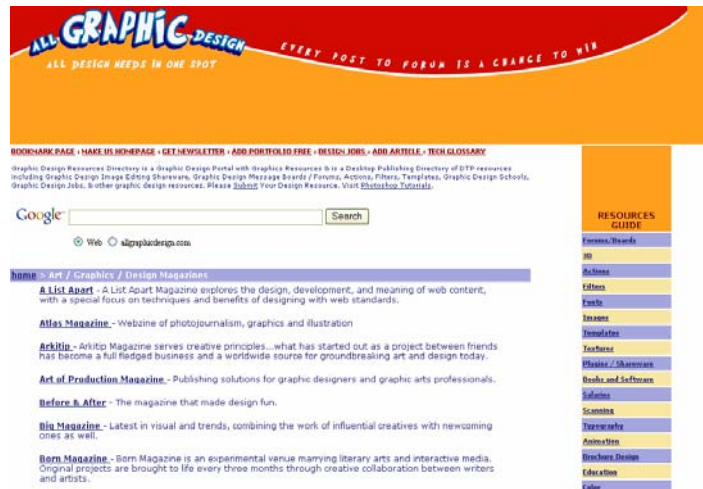 ALL GRAPHIC DESIGN
ALL DESIGN NEEDS IN ONE SPOT
EVERY POST TO FORUM IS A CHANCE TO WIN
BOOKMARK PAGE • MAKE US HOMEPAGE • GET NEWSLETTER • ADD PORTFOLIO FREE • DESIGN JOBS • ADD ARTICLE • TECH GLOSSARY
Graphic Design Resources Directory is a Graphic Design Portal with Graphics Resources & is a Desktop Publishing Directory of DTP resources
including Graphic Design Image Editing Shareware, Graphic Design Message Boards / Forums, Actions, Filters, Templates, Graphic Design Schools,
Graphic Design Jobs, & other graphic design resources. Please Submit Your Design Resource. Visit Photoshop Tutorials.
Google Search
Web allgraphicdesign.com
home > Art / Graphics / Design Magazines
A List Apart - A List Apart Magazine explores the design, development, and meaning of web content,
with a special focus on techniques and benefits of designing with web standards.
Atlas Magazine - Webzine of photojournalism, graphics and illustration
Arkitip - Arkitip Magazine serves creative principles...what has started out as a project between friends
has become a full fledged business and a worldwide source for groundbreaking art and design today.
Art of Production Magazine - Publishing solutions for graphic designers and graphic arts professionals.
Before & After - The magazine that made design fun.
Big Magazine - Latest in visual and trends, combining the work of influential creatives with newcoming
ones as well.
Born Magazine - Born Magazine is an experimental venue marrying literary arts and interactive media.
Original projects are brought to life every three months through creative collaboration between writers
and artists.
RESOURCES
GUIDE
Forums/Boards
3D
Actions
Filters
Fonts
Images
Templates
Textures
Plugins / Shareware
Books and Software
Salaries
Scanning
Typography
Animation
Brochure Design
Education
Color